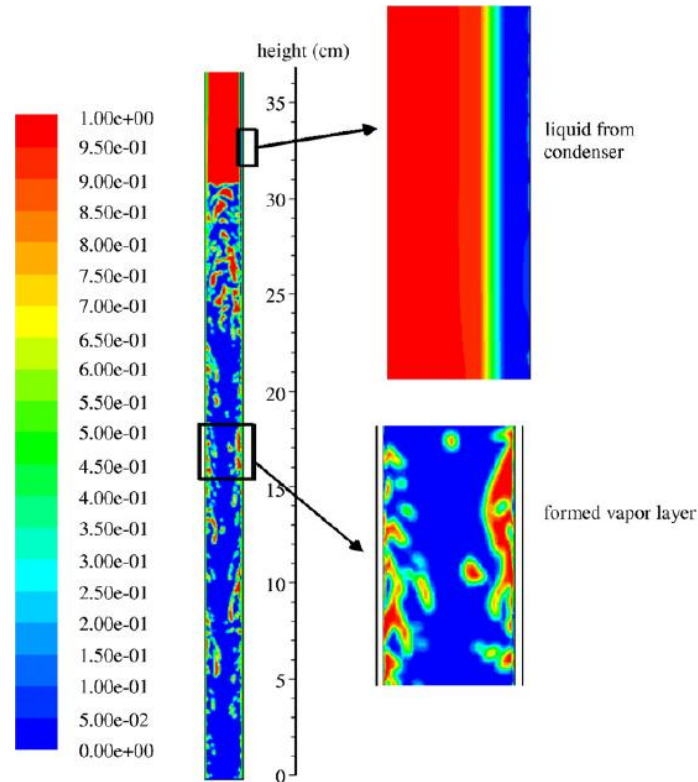 height (cm)
1.00e+00
9.50e-01
9.00e-01
8.50e-01
8.00e-01
7.50e-01
7.00e-01
6.50e-01
6.00e-01
5.50e-01
5.00e-01
4.50e-01
4.00e-01
3.50e-01
3.00e-01
2.50e-01
2.00e-01
1.50e-01
1.00e-01
5.00e-02
0.00e+00
35
30
25
20
15
10
5
0
liquid from
condenser
formed vapor layer